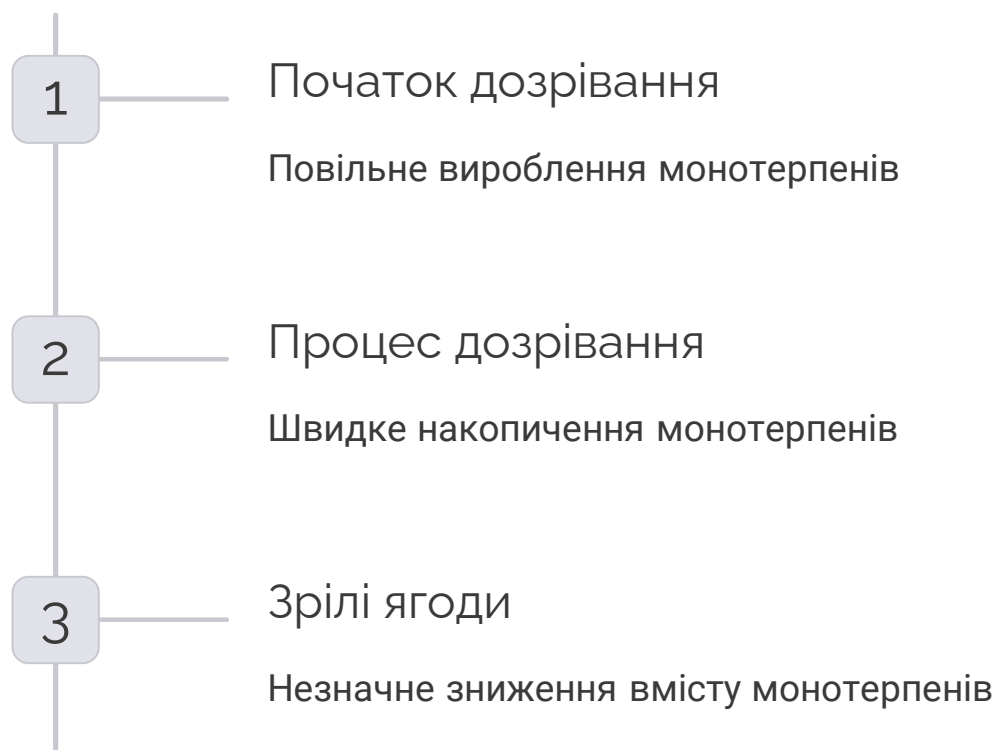 1
Початок дозрівання
Повільне вироблення монотерпенів
2
Процес дозрівання
Швидке накопичення монотерпенів
3
Зрілі ягоди
Незначне зниження вмісту монотерпенів